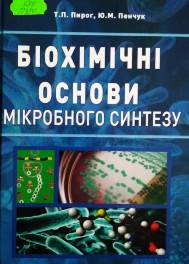 Т.П. Пирог, Ю.М. Пенчук
БІОХІМІЧНІ
ОСНОВИ
МІКРОБНОГО СИНТЕЗУ